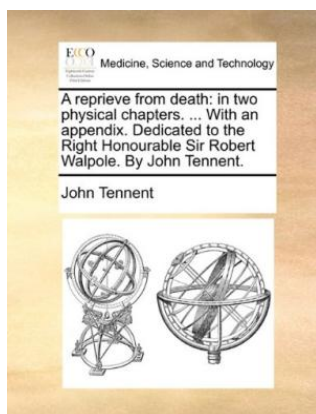 ECCO
Medicine, Science and Technology
A reprieve from death: in two
physical chapters. ... With an
appendix. Dedicated to the
Right Honourable Sir Robert
Walpole. By John Tennent.
John Tennent